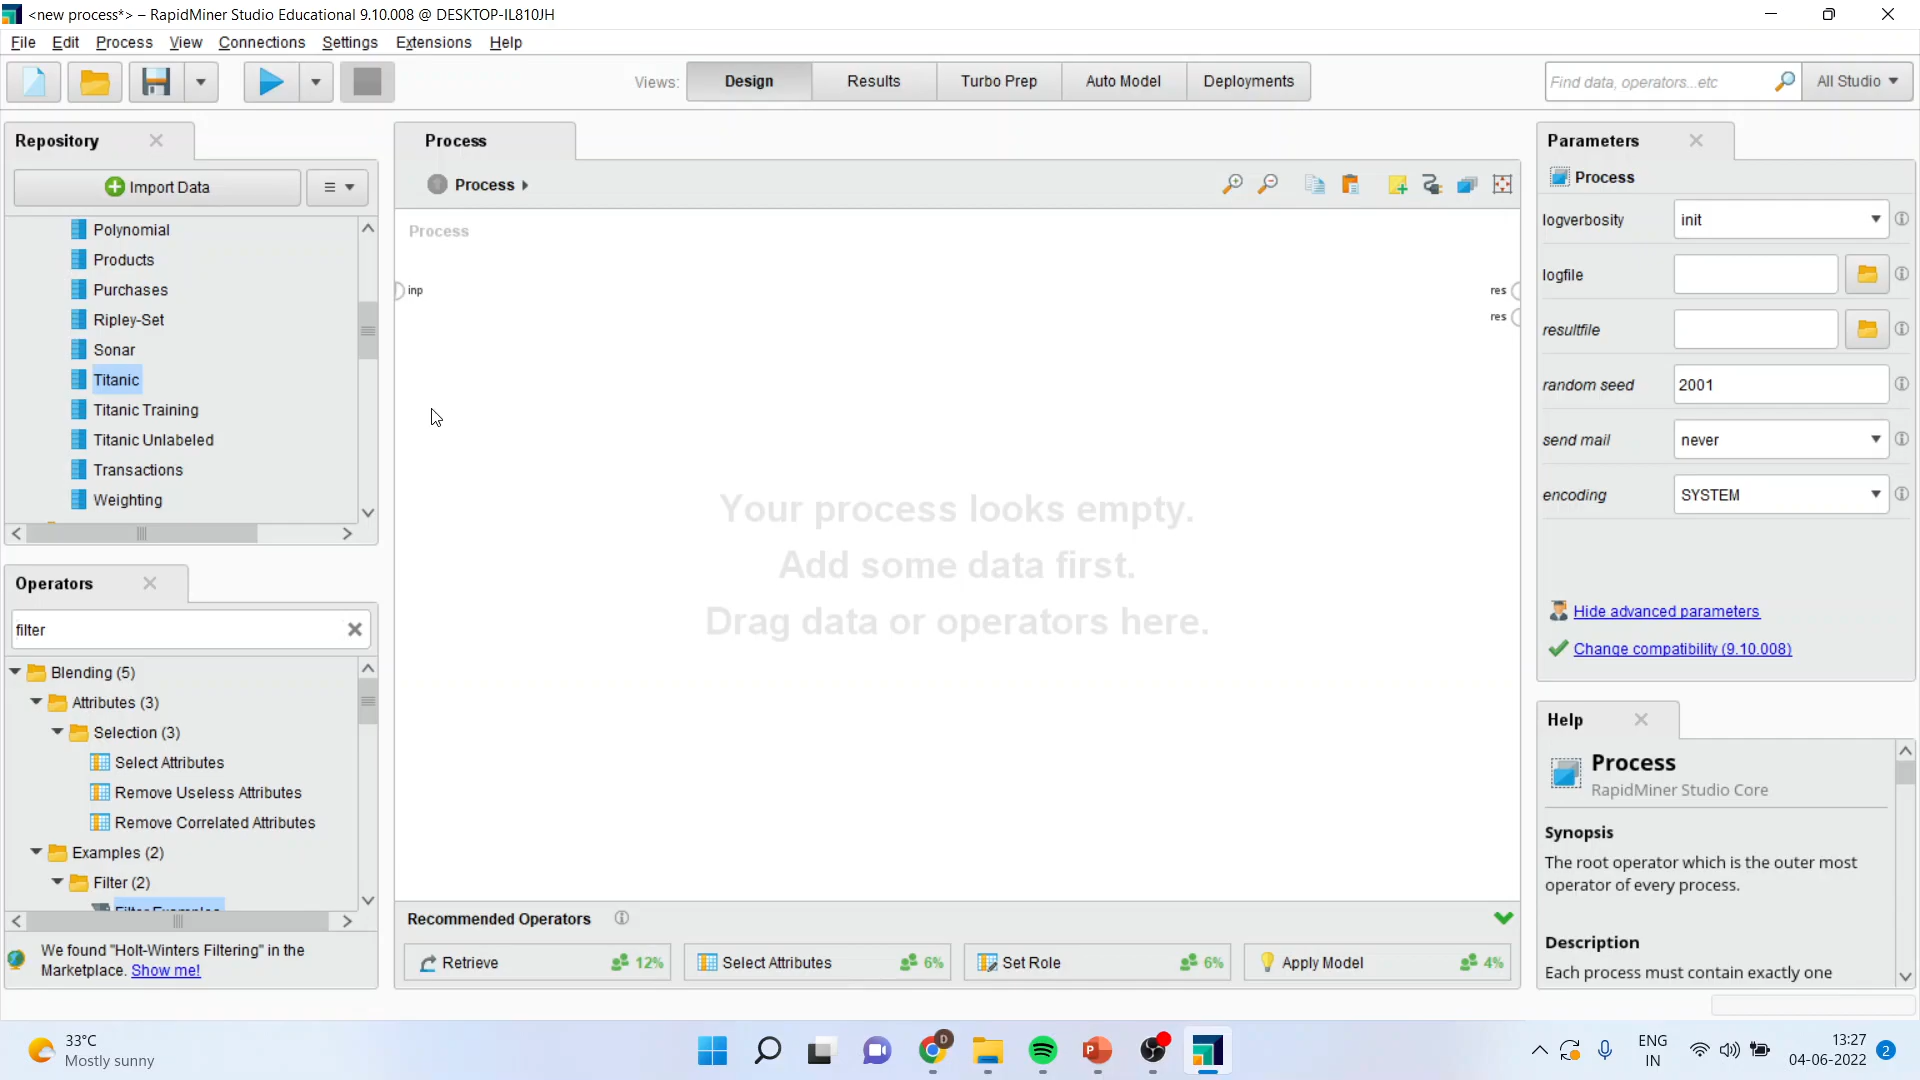 <new process*> – RapidMiner Studio Educational 9.10.008 @ DESKTOP-IL810JH
File Edit Process View Connections Settings Extensions Help
Views: Design Results Turbo Prep Auto Model Deployments
Find data, operators...etc All Studio
Repository
Import Data
Polynomial
Products
Purchases
Ripley-Set
Sonar
Titanic
Titanic Training
Titanic Unlabeled
Transactions
Weighting
Operators
filter
Blending (5)
Attributes (3)
Selection (3)
Select Attributes
Remove Useless Attributes
Remove Correlated Attributes
Examples (2)
Filter (2)
Filter Examples
We found "Holt-Winters Filtering" in the
Marketplace. Show me!
Process
Process
Process
inp
res
res
Your process looks empty.
Add some data first.
Drag data or operators here.
Recommended Operators
Retrieve 12%
Select Attributes 6%
Set Role 6%
Apply Model 4%
Parameters
Process
logverbosity init
logfile
resultfile
random seed 2001
send mail never
encoding SYSTEM
Hide advanced parameters
Change compatibility (9.10.008)
Help
Process
RapidMiner Studio Core
Synopsis
The root operator which is the outer most
operator of every process.
Description
Each process must contain exactly one
33°C
Mostly sunny
D
P
ENG
IN
13:27
04-06-2022
2